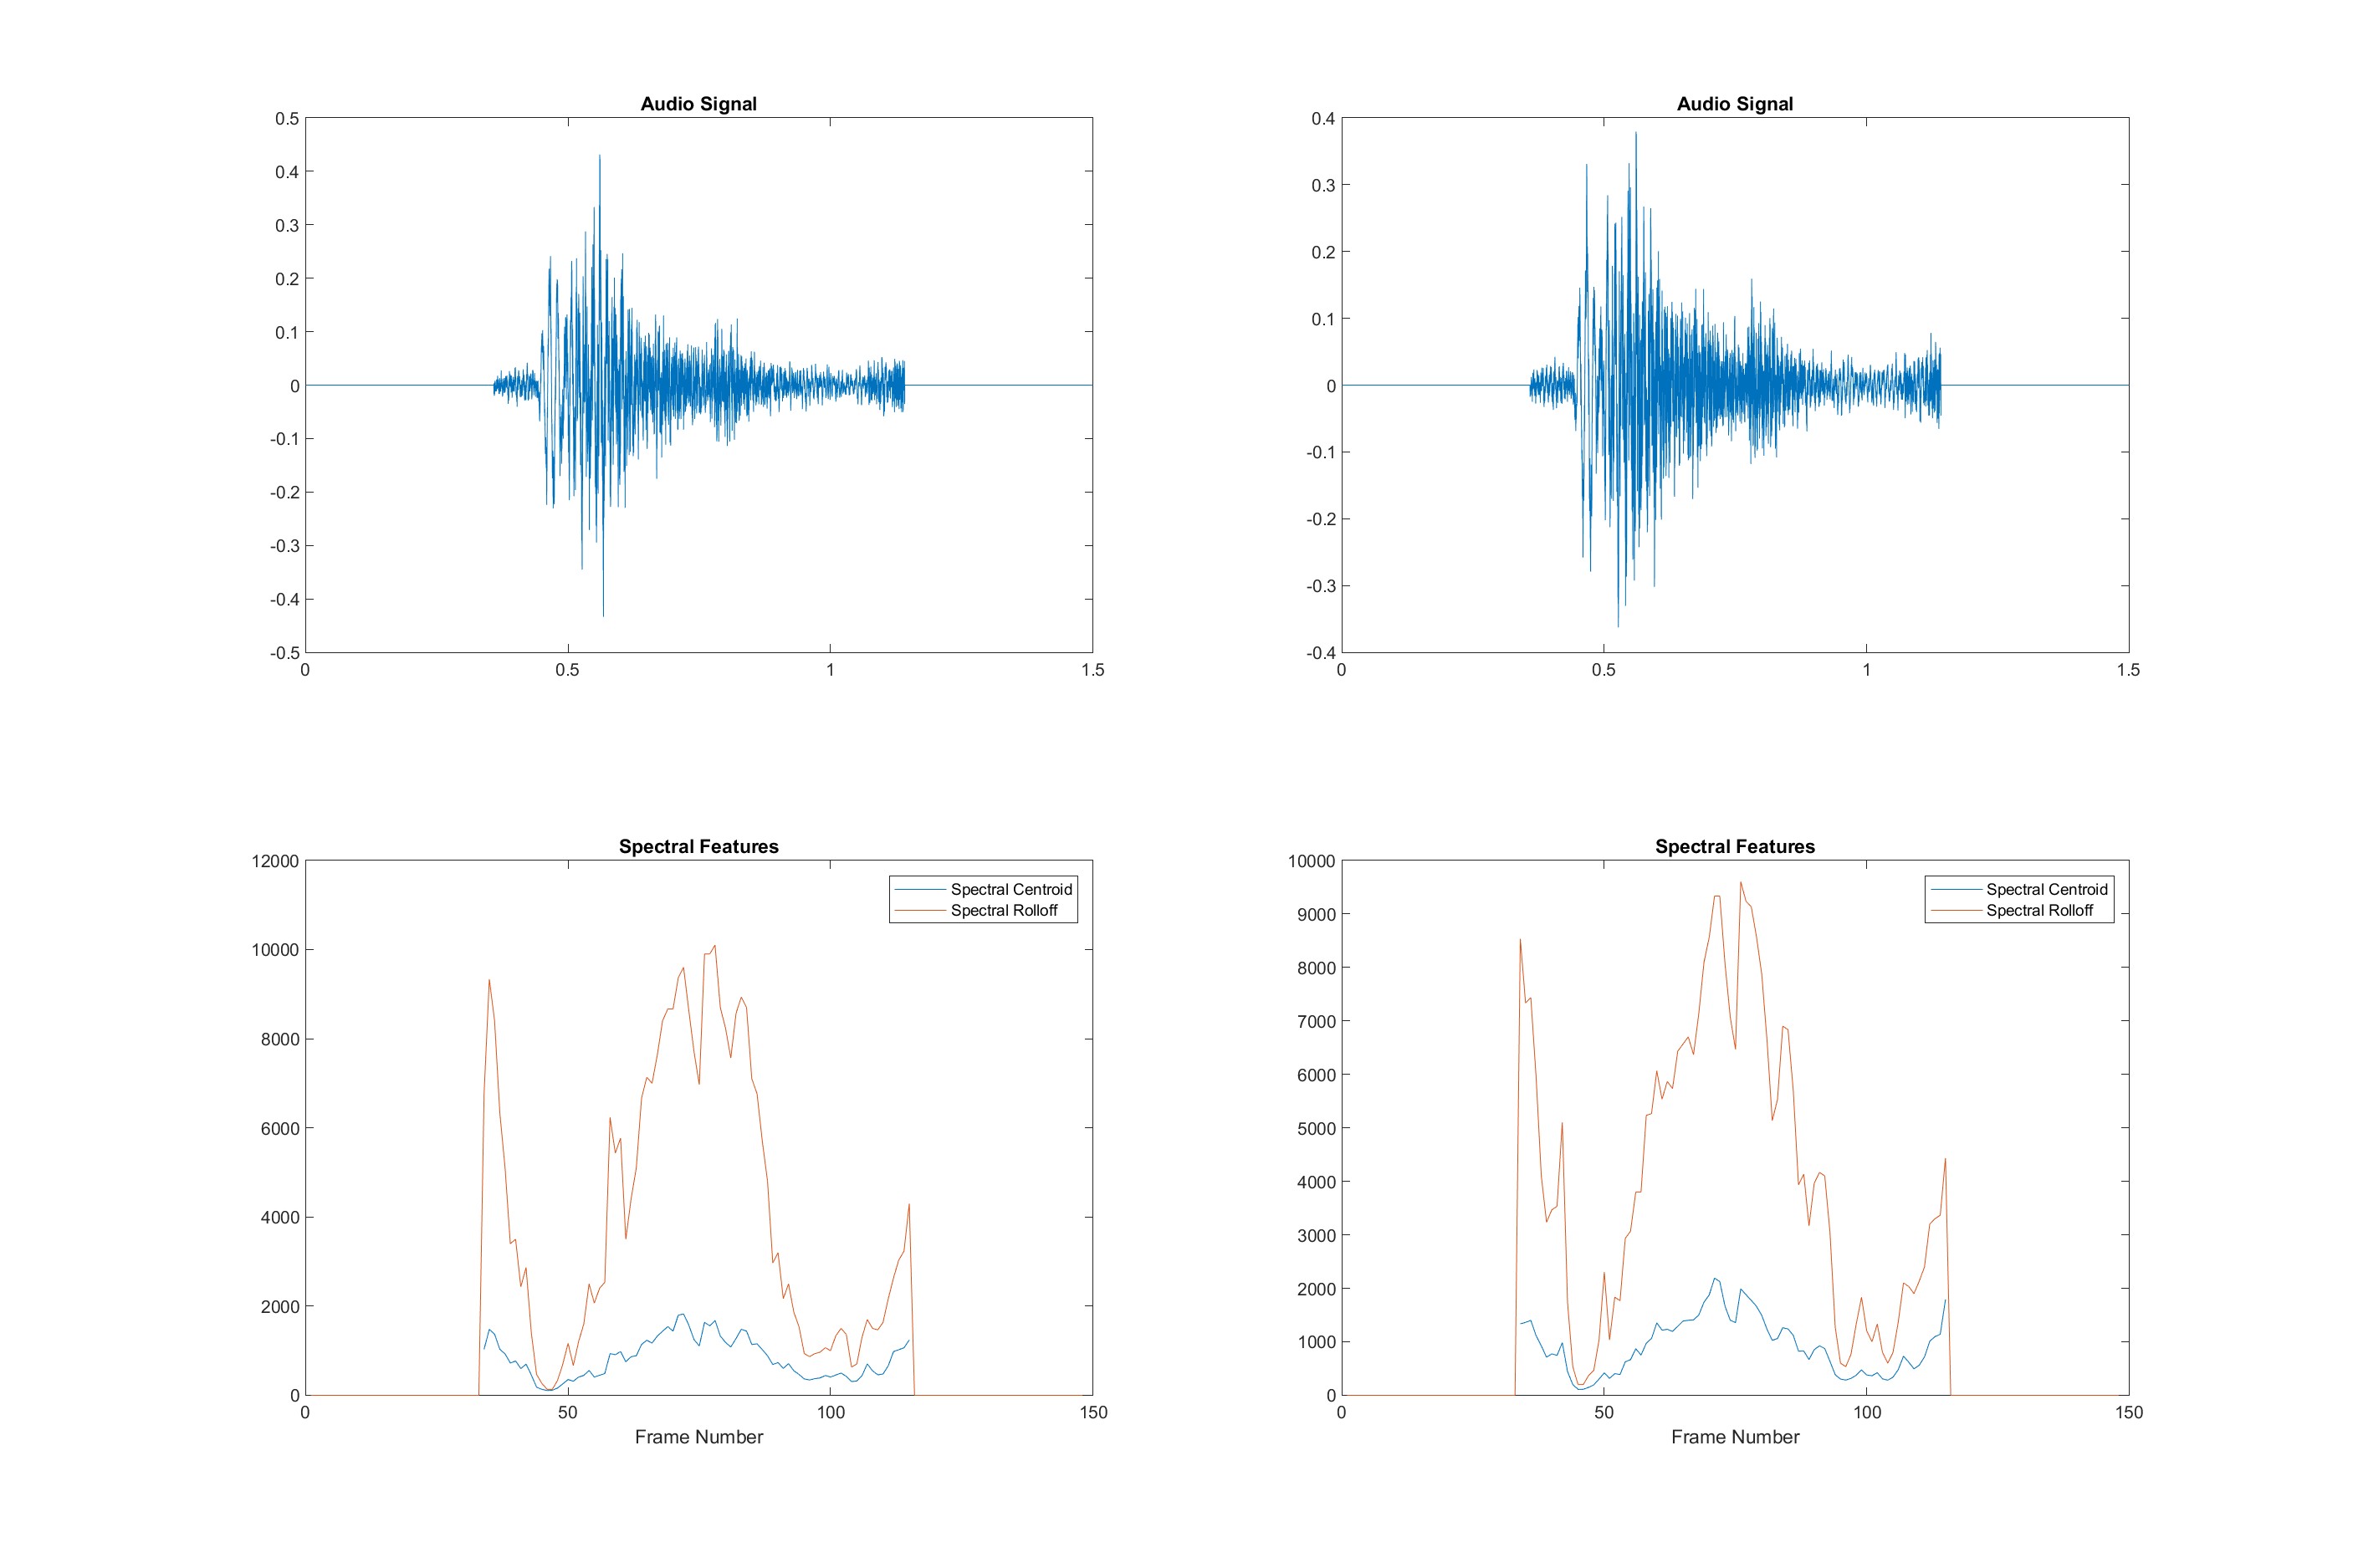 Audio Signal
0.5
0.4
0.3
0.2
0.1
0
-0.1
-0.2
-0.3
-0.4
-0.5
0 0.5 1 1.5
Audio Signal
0.4
0.3
0.2
0.1
0
-0.1
-0.2
-0.3
-0.4
0 0.5 1 1.5
Spectral Features
12000
10000
8000
6000
4000
2000
0
Spectral Centroid
Spectral Rolloff
0 50 100 150
Frame Number
Spectral Features
10000
9000
8000
7000
6000
5000
4000
3000
2000
1000
0
Spectral Centroid
Spectral Rolloff
0 50 100 150
Frame Number